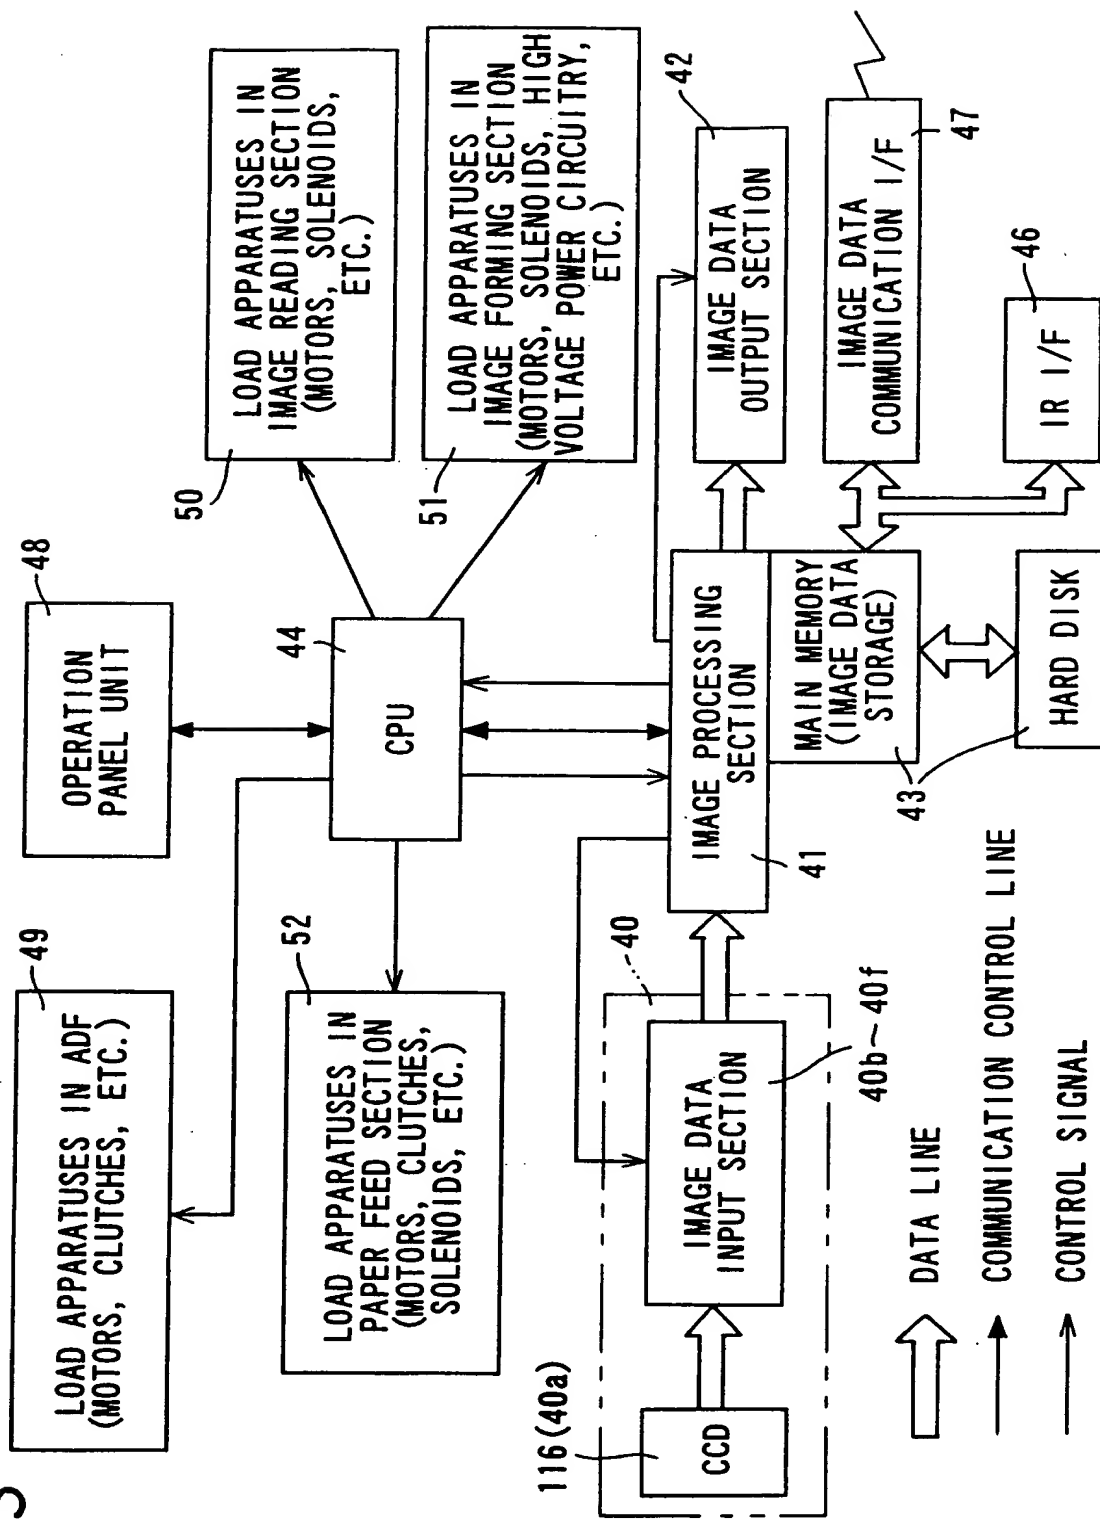 49
LOAD APPARATUSES IN ADF
(MOTORS, CLUTCHES, ETC.)
48
OPERATION
PANEL UNIT
50
LOAD APPARATUSES IN
IMAGE READING SECTION
(MOTORS, SOLENOIDS,
ETC.)
52
LOAD APPARATUSES IN
PAPER FEED SECTION
(MOTORS, CLUTCHES,
SOLENOIDS, ETC.)
44
CPU
51
LOAD APPARATUSES IN
IMAGE FORMING SECTION
(MOTORS, SOLENOIDS, HIGH
VOLTAGE POWER CIRCUITRY,
ETC.)
116(40a)
CCD
40
IMAGE DATA
INPUT SECTION
40b~40f
IMAGE PROCESSING
SECTION
41
42
IMAGE DATA
OUTPUT SECTION
MAIN MEMORY
(IMAGE DATA
STORAGE)
43
IMAGE DATA
COMMUNICATION I/F
47
HARD DISK
46
IR I/F
DATA LINE
COMMUNICATION CONTROL LINE
CONTROL SIGNAL